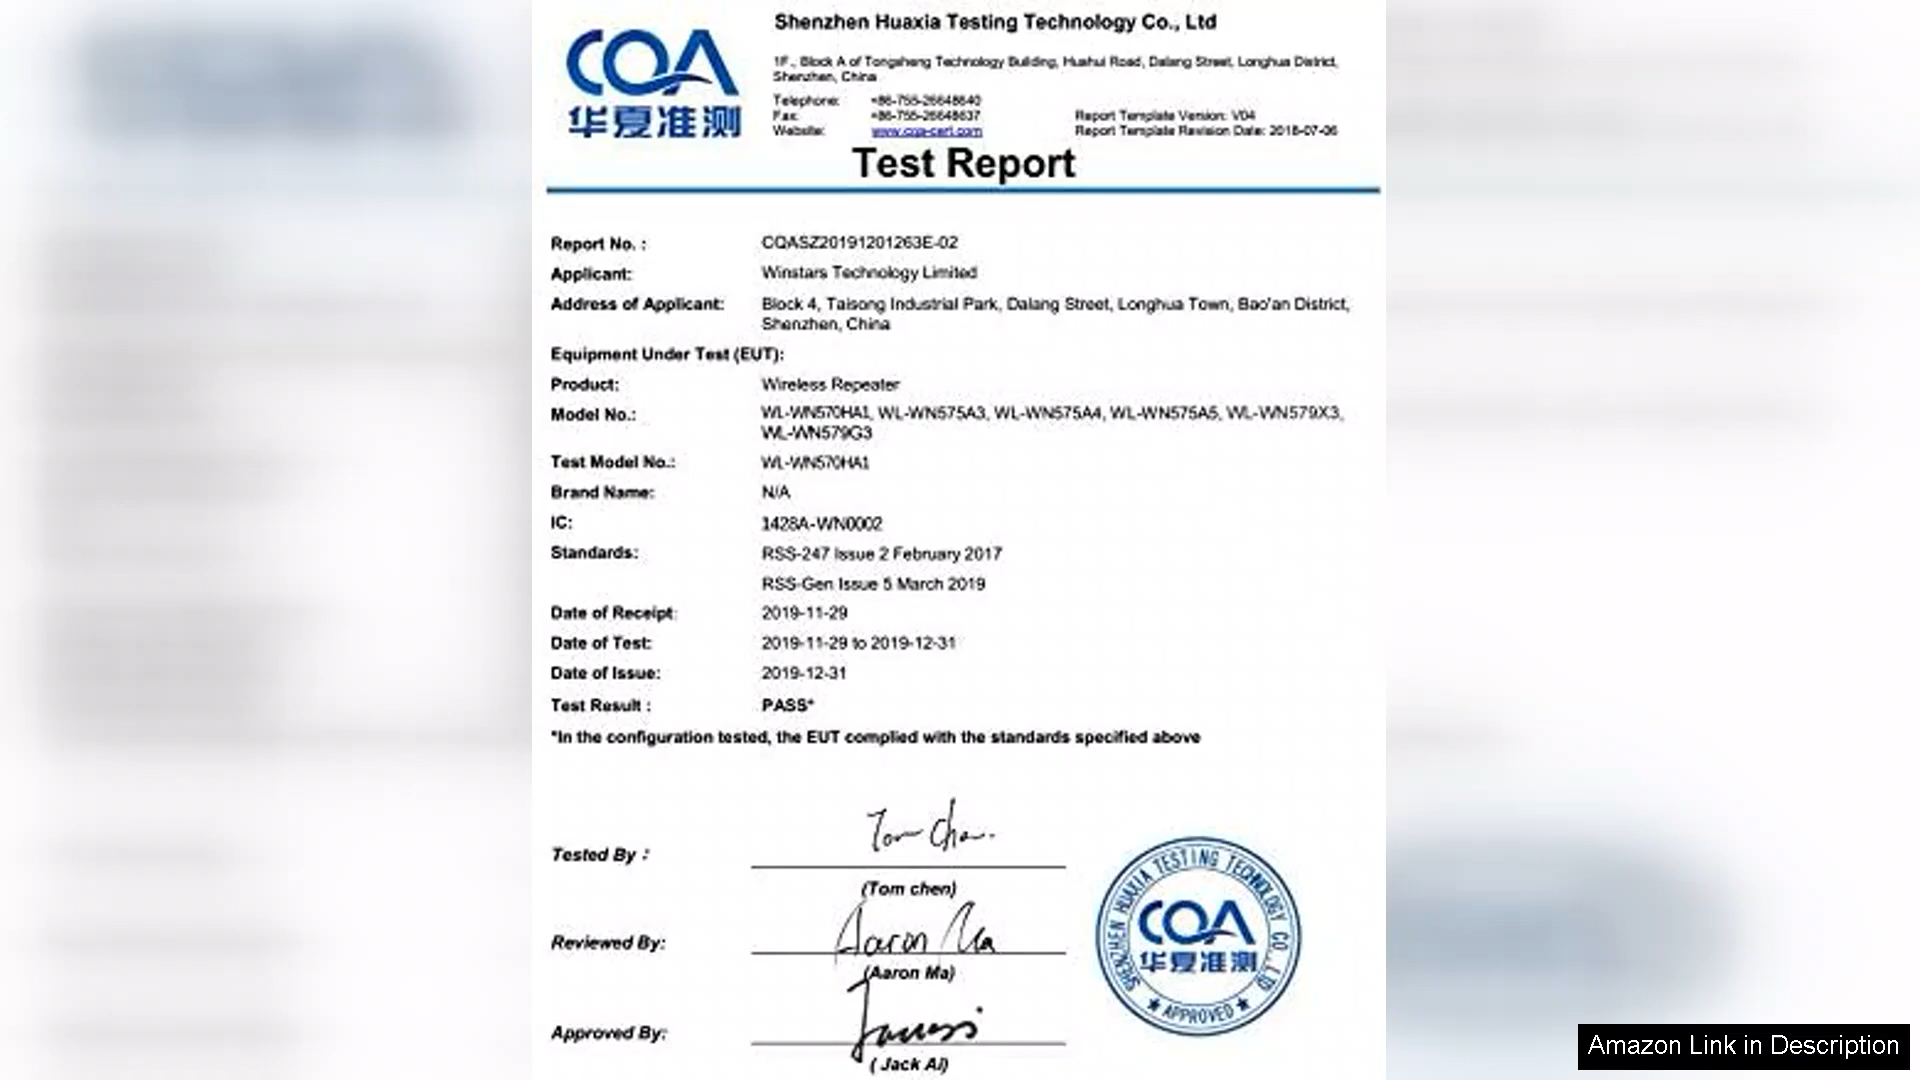 CQA
华夏准测
Shenzhen Huaxia Testing Technology Co., Ltd
1F., Block A of Tongsheng Technology Building, Huahui Road, Dalang Street, Longhua District,
Shenzhen, China
Telephone: +86-755-26648640
Fax: +86-755-26648637 Report Template Version: V04
Website: www.cqa-cert.com Report Template Revision Date: 2018-07-06
Test Report
Report No. : CQASZ20191201263E-02
Applicant: Winstars Technology Limited
Address of Applicant: Block 4, Taisong Industrial Park, Dalang Street, Longhua Town, Bao'an District,
Shenzhen, China
Equipment Under Test (EUT):
Product: Wireless Repeater
Model No.: WL-WN570HA1, WL-WN575A3, WL-WN575A4, WL-WN575A5, WL-WN579X3,
WL-WN579G3
Test Model No.: WL-WN570HA1
Brand Name: N/A
IC: 1428A-WN0002
Standards: RSS-247 Issue 2 February 2017
RSS-Gen Issue 5 March 2019
Date of Receipt: 2019-11-29
Date of Test: 2019-11-29 to 2019-12-31
Date of Issue: 2019-12-31
Test Result : PASS*
*In the configuration tested, the EUT complied with the standards specified above
Tom Chen
Tested By :
(Tom chen)
Aaron Ma
Reviewed By:
(Aaron Ma)
Approved By:
( Jack Ai)
SHENZHEN HUAXIA TESTING TECHNOLOGY CO., LTD
CQA
华夏准测
★ APPROVED ★
Amazon Link in Description